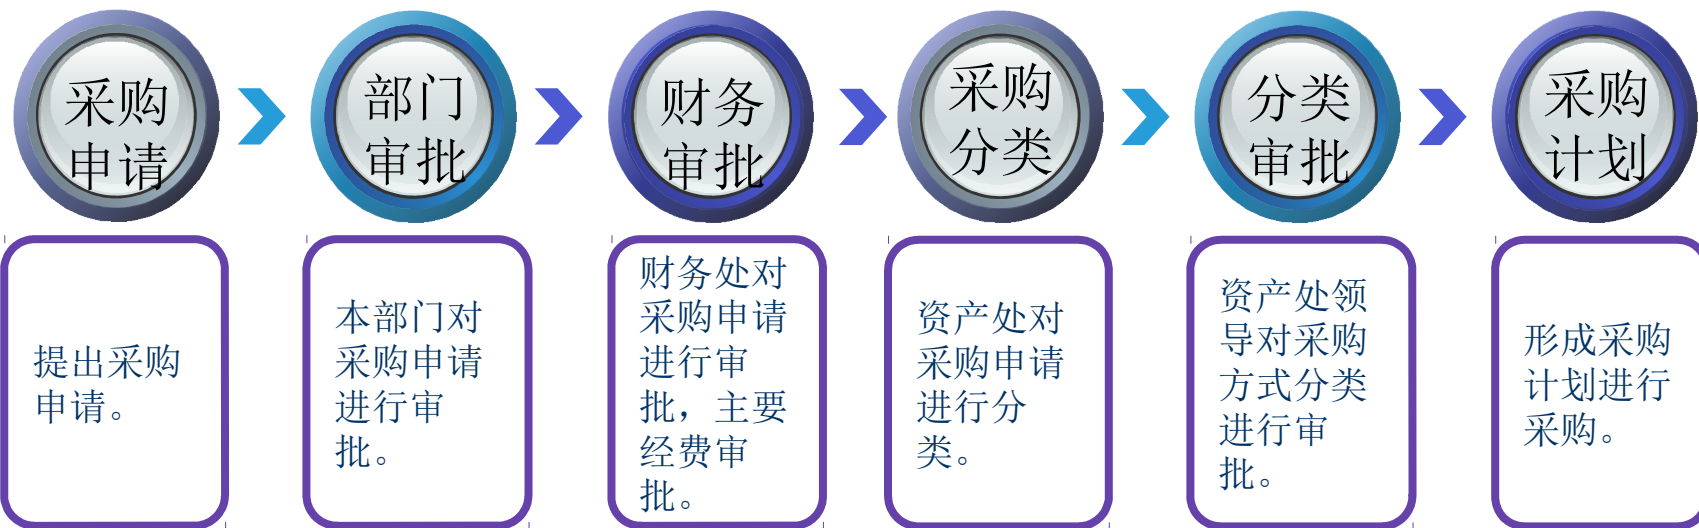 采购
申请
部门
审批
财务
审批
采购
分类
分类
审批
采购
计划
提出采购
申请。
本部门对
采购申请
进行审
批。
财务处对
采购申请
进行审
批，主要
经费审
批。
资产处对
采购申请
进行分
类。
资产处领
导对采购
方式分类
进行审
批。
形成采购
计划进行
采购。